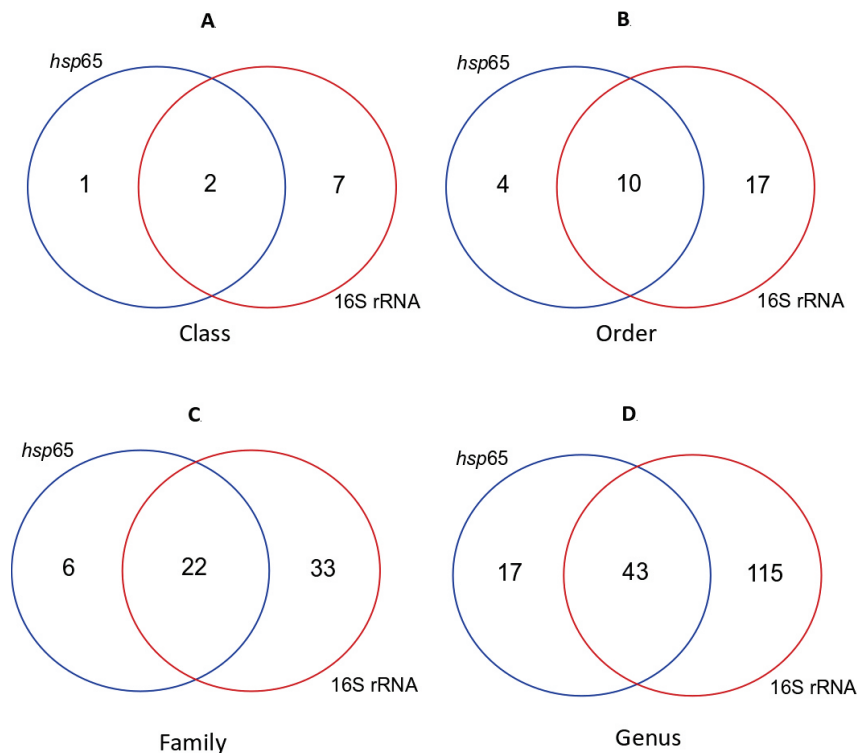 A
hsp65
1
2
7
16S rRNA
Class
B
hsp65
4
10
17
16S rRNA
Order
C
hsp65
6
22
33
16S rRNA
Family
D
hsp65
17
43
115
16S rRNA
Genus